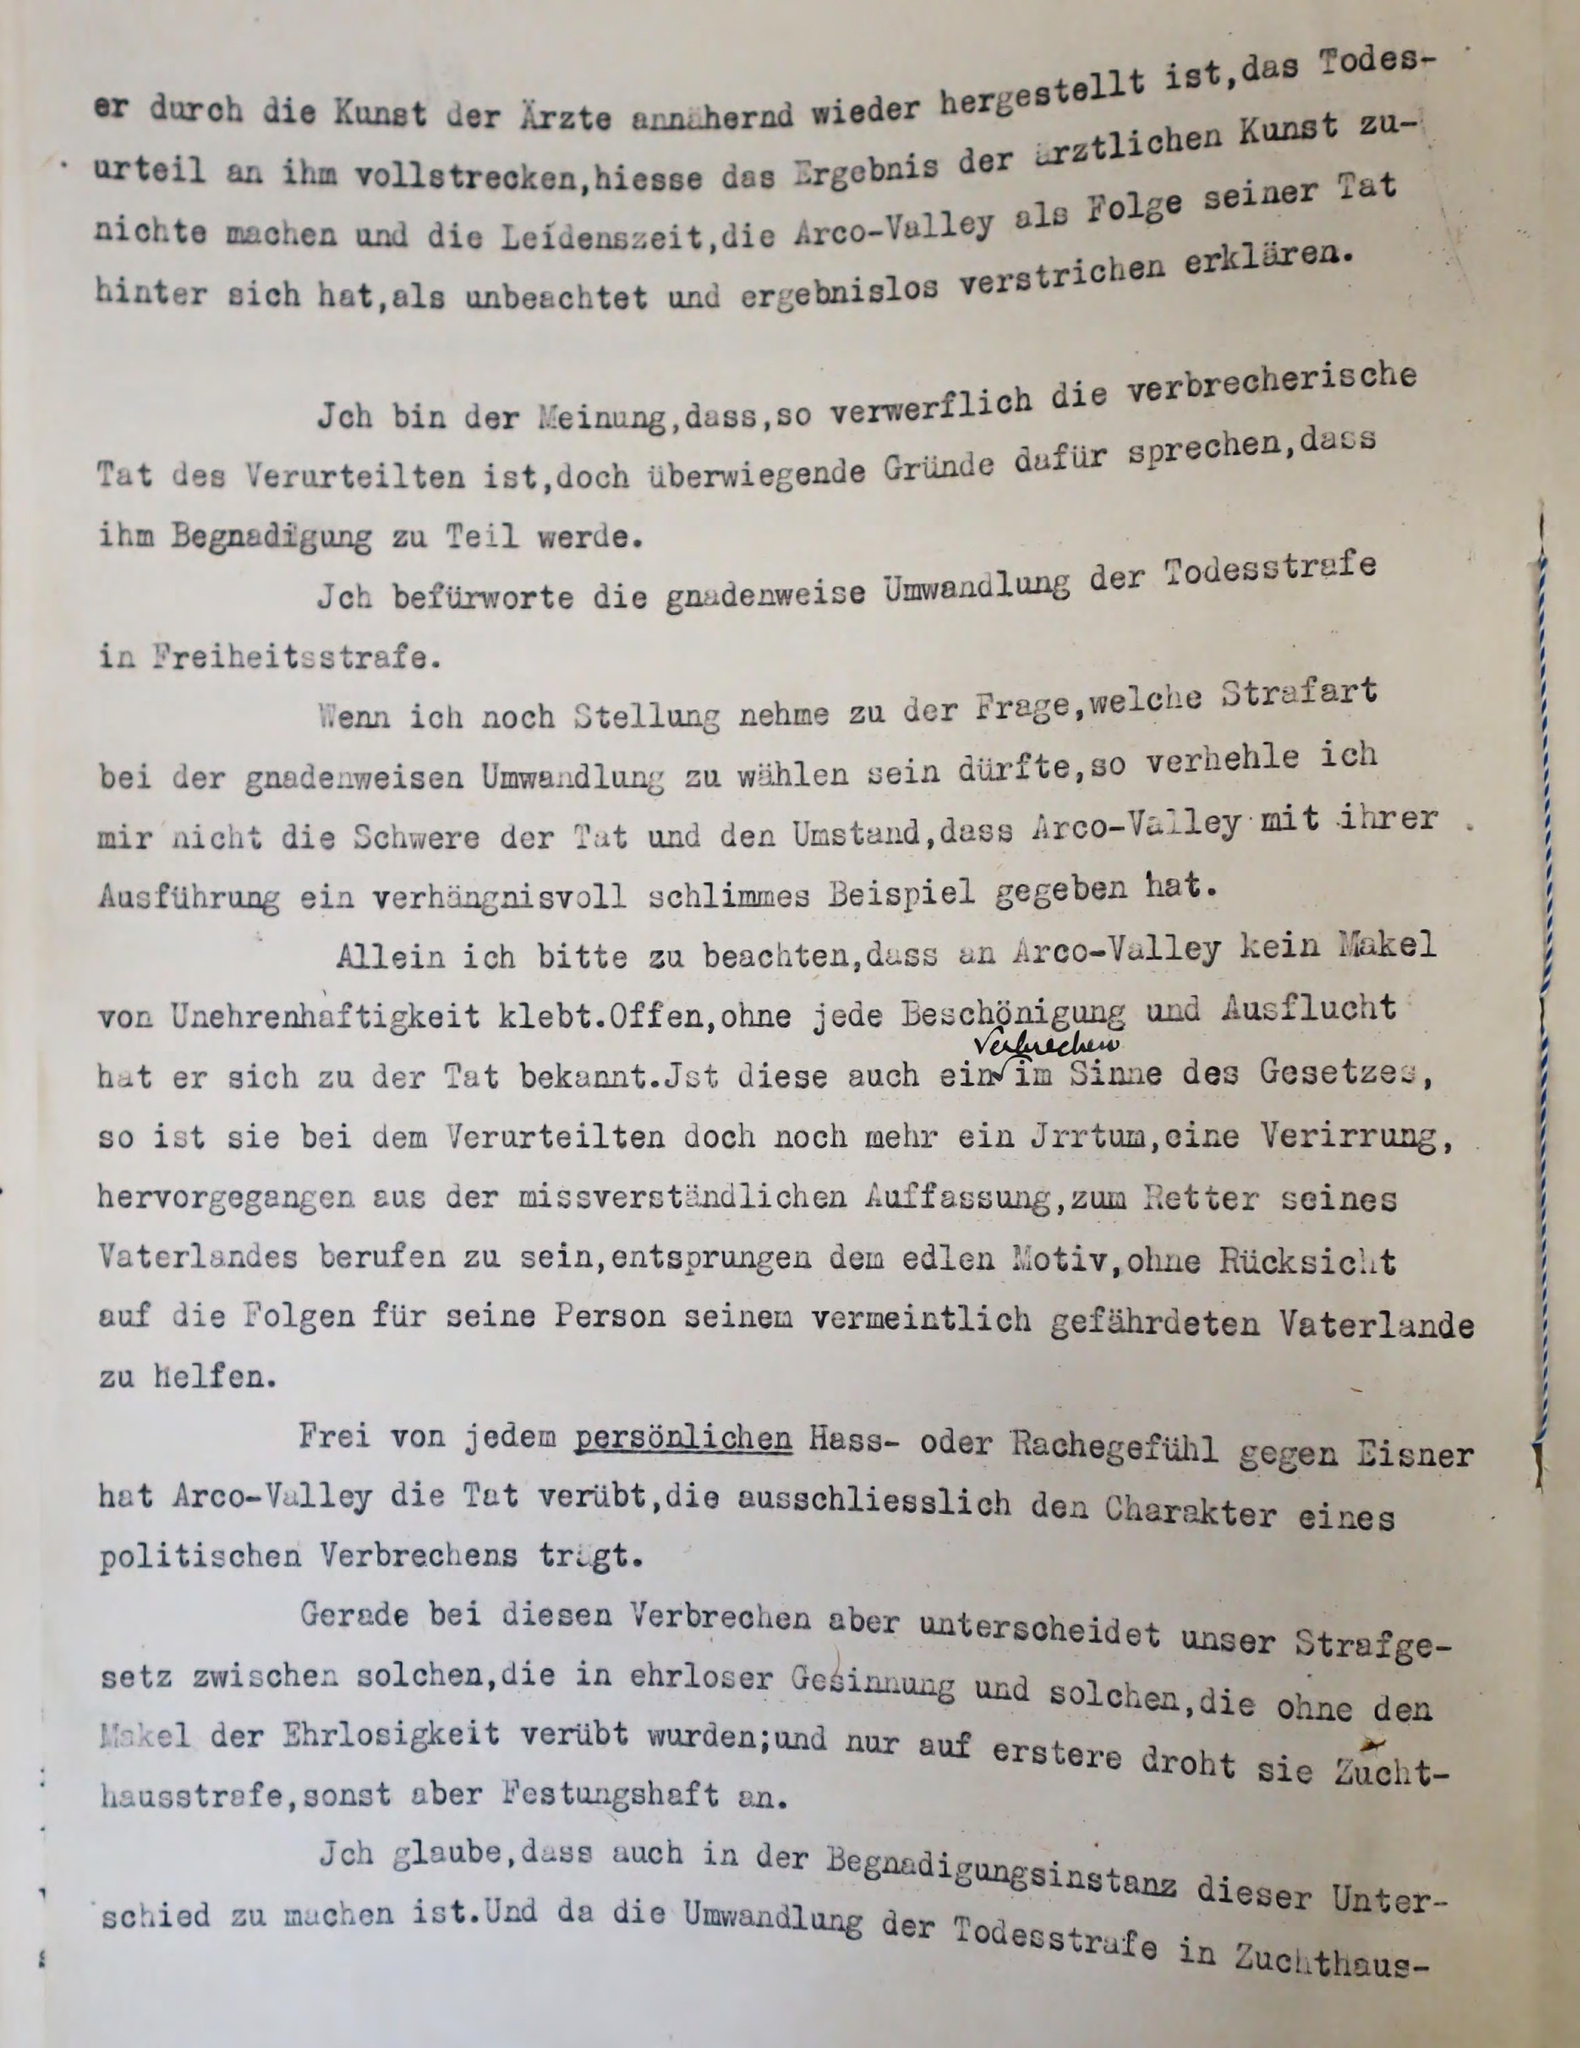 er durch die Kunst der Ärzte annähernd wieder hergestellt ist,das Todes-
urteil an ihm vollstrecken,hiesse das Ergebnis der ärztlichen Kunst zu-
nichte machen und die Leidenszeit,die Arco-Valley als Folge seiner Tat
hinter sich hat,als unbeachtet und ergebnislos verstrichen erklären.
Jch bin der Meinung,dass,so verwerflich die verbrecherische
Tat des Verurteilten ist,doch überwiegende Gründe dafür sprechen,dass
ihm Begnadigung zu Teil werde.
Jch befürworte die gnadenweise Umwandlung der Todesstrafe
in Freiheitsstrafe.
Wenn ich noch Stellung nehme zu der Frage,welche Strafart
bei der gnadenweisen Umwandlung zu wählen sein dürfte,so verhehle ich
mir nicht die Schwere der Tat und den Umstand,dass Arco-Valley mit ihrer
Ausführung ein verhängnisvoll schlimmes Beispiel gegeben hat.
Allein ich bitte zu beachten,dass an Arco-Valley kein Makel
von Unehrenhaftigkeit klebt.Offen,ohne jede Beschönigung und Ausflucht
Verbrechen
hat er sich zu der Tat bekannt.Jst diese auch ein im Sinne des Gesetzes,
so ist sie bei dem Verurteilten doch noch mehr ein Jrrtum,eine Verirrung,
hervorgegangen aus der missverständlichen Auffassung,zum Retter seines
Vaterlandes berufen zu sein,entsprungen dem edlen Motiv,ohne Rücksicht
auf die Folgen für seine Person seinem vermeintlich gefährdeten Vaterlande
zu helfen.
Frei von jedem persönlichen Hass- oder Rachegefühl gegen Eisner
hat Arco-Valley die Tat verübt,die ausschliesslich den Charakter eines
politischen Verbrechens trägt.
Gerade bei diesen Verbrechen aber unterscheidet unser Strafge-
setz zwischen solchen,die in ehrloser Gesinnung und solchen,die ohne den
Makel der Ehrlosigkeit verübt wurden;und nur auf erstere droht sie Zucht-
hausstrafe,sonst aber Festungshaft an.
Jch glaube,dass auch in der Begnadigungsinstanz dieser Unter-
schied zu machen ist.Und da die Umwandlung der Todesstrafe in Zuchthaus-